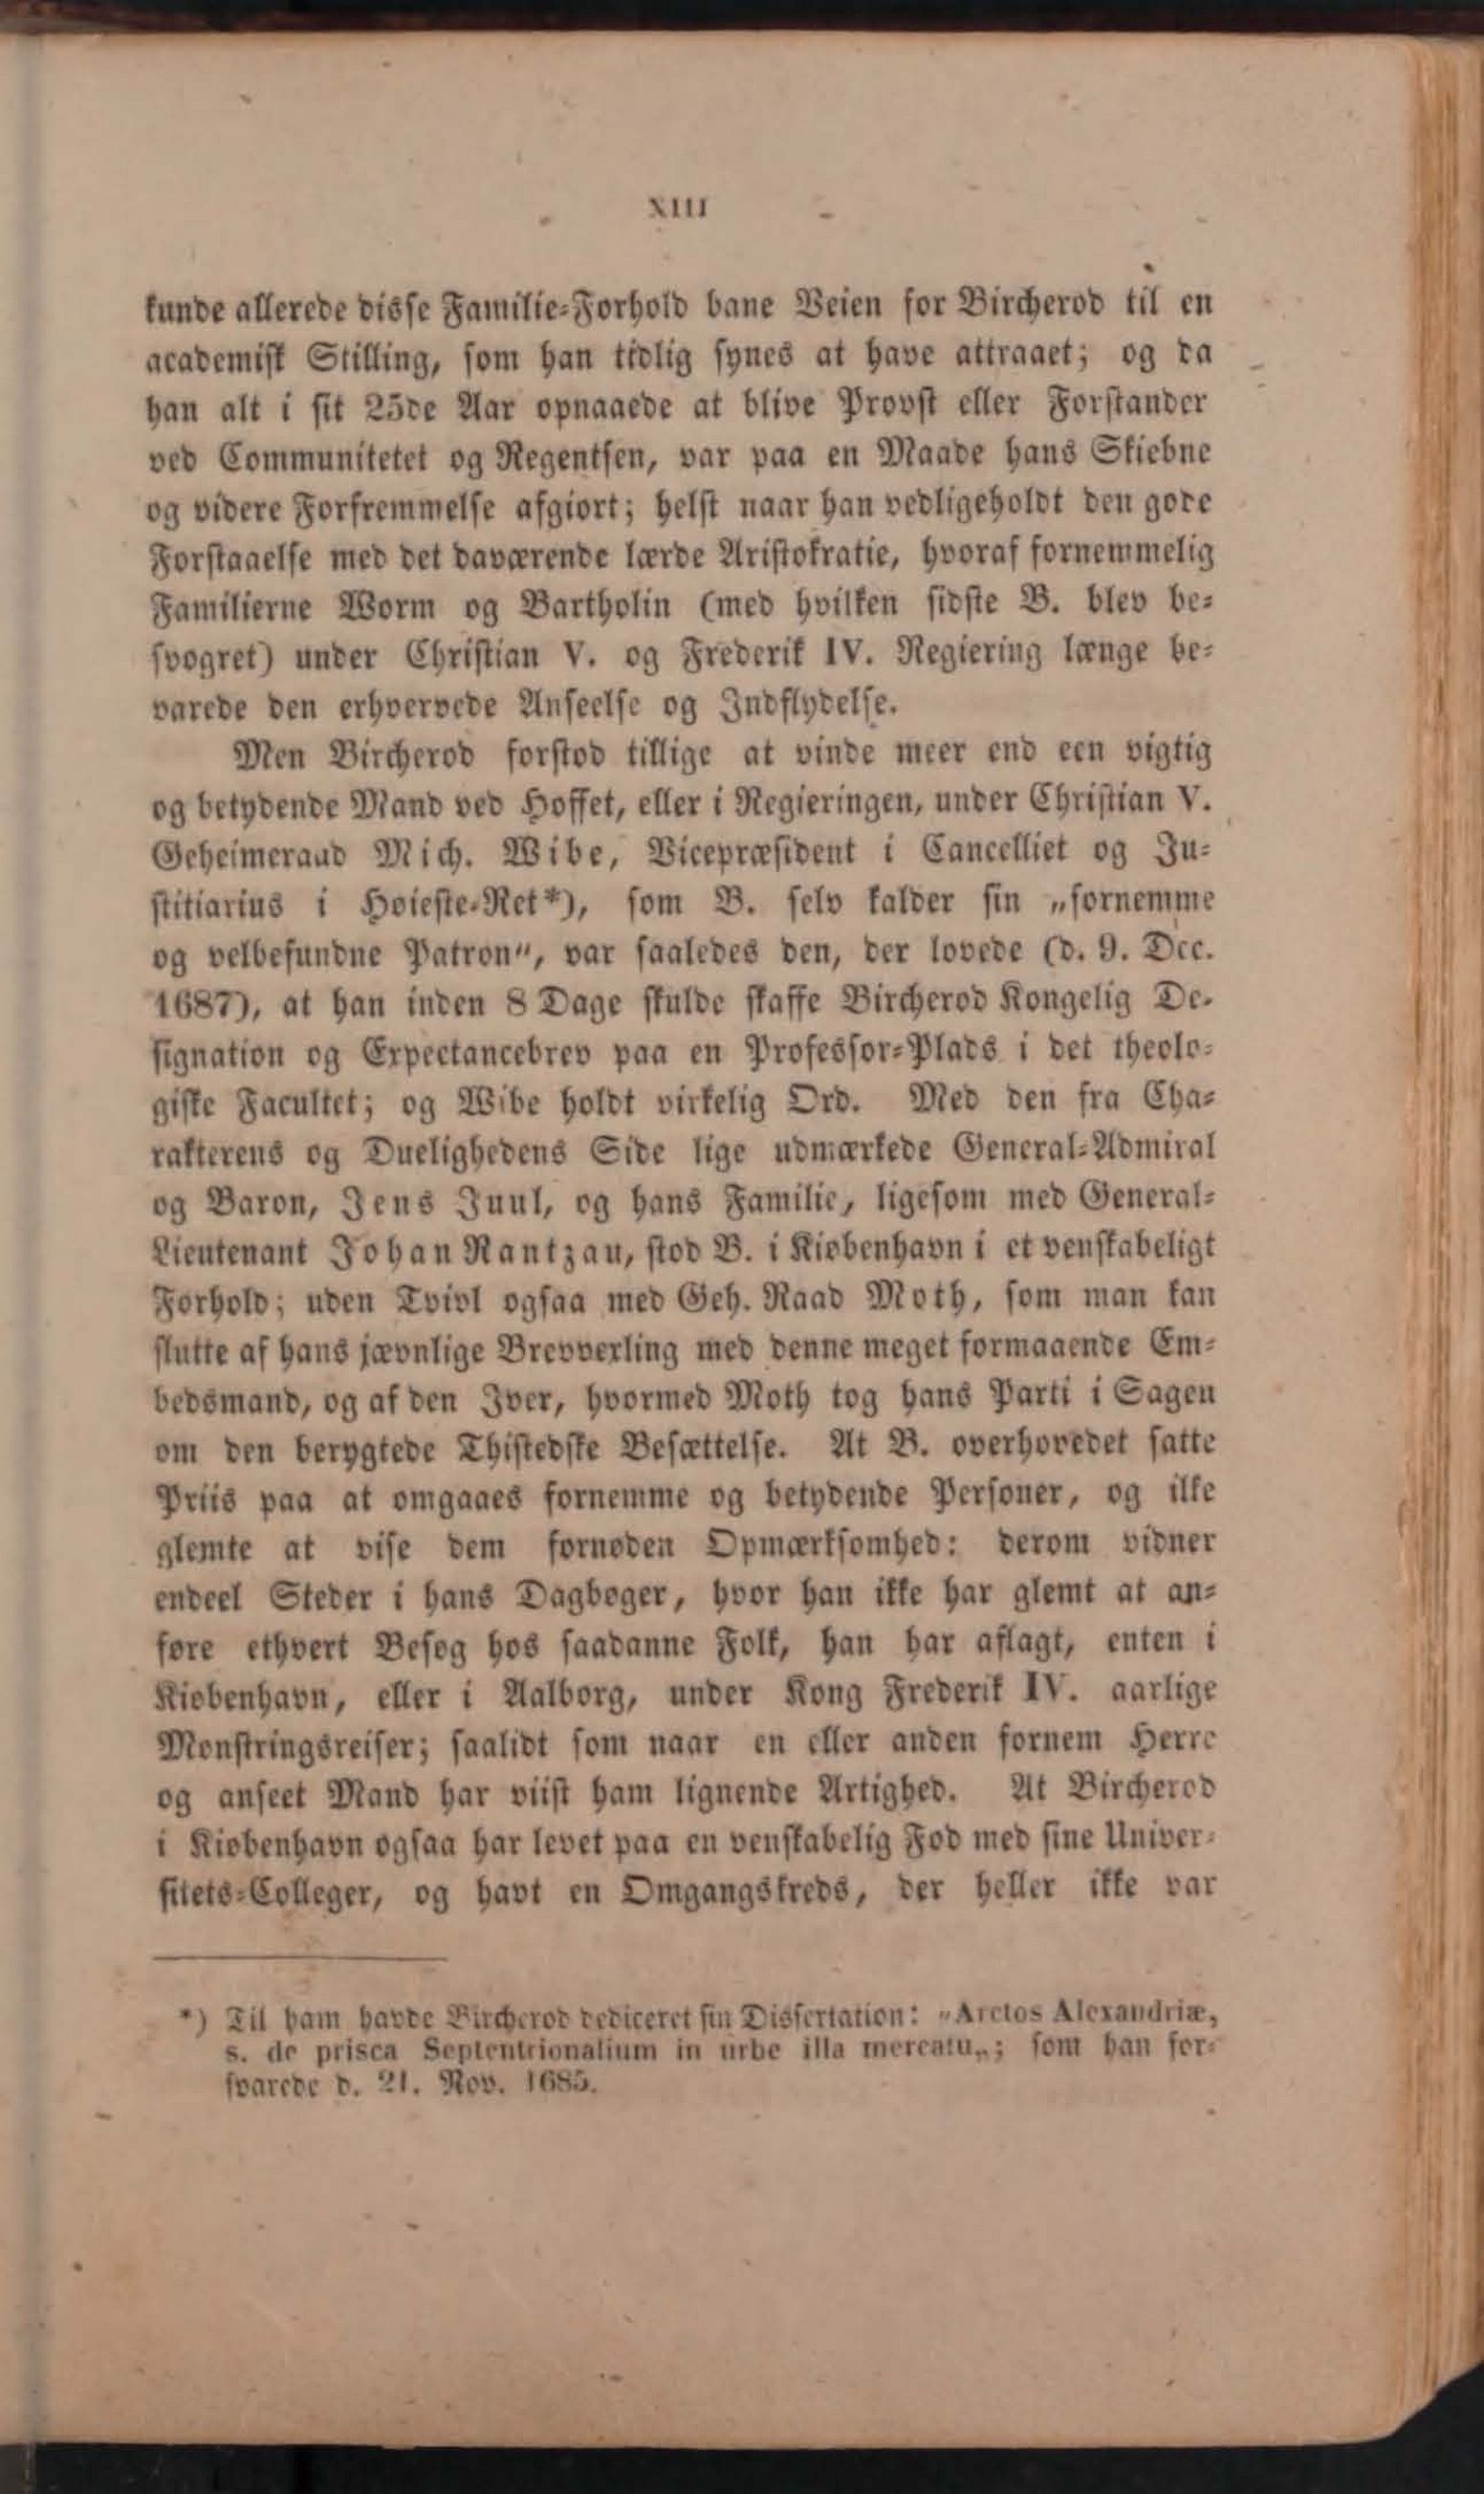 XIII
kunde allerede disse Familie-Forhold bane Veien for Bircherod til en
academisk Stilling, som han tidlig synes at have attraaet; og da
han alt i sit 25de Aar opnaaede at blive Provst eller Forstander
ved Communitetet og Regentsen, var paa en Maade hans Skiebne
og videre Forfremmelse afgiort; helst naar han vedligeholdt den gode
Forstaaelse med det daværende lærde Aristokratie, hvoraf fornemmelig
Familierne Worm og Bartholin (med hvilken sidste B. blev be-
svogret) under Christian V. og Frederik IV. Regiering længe be-
varede den erhvervede Anseelse og Indflydelse.
Men Bircherod forstod tillige at vinde meer end een vigtig
og betydende Mand ved Hoffet, eller i Regieringen, under Christian V.
Geheimeraad Mich. Wibe, Vicepræsident i Cancelliet og Ju-
stitiarius i Høieste-Ret*), som B. selv kalder sin „fornemme
og velbefundne Patron“, var saaledes den, der lovede (d. 9. Dec.
1687), at han inden 8 Dage skulde skaffe Bircherod Kongelig De-
signation og Expectancebrev paa en Professor-Plads i det theolo-
giske Facultet; og Wibe holdt virkelig Ord. Med den fra Cha-
rakterens og Duelighedens Side lige udmærkede General-Admiral
og Baron, Jens Juul, og hans Familie, ligesom med General-
Lieutenant Johan Rantzau, stod B. i Kiøbenhavn i et venskabeligt
Forhold; uden Tvivl ogsaa med Geh. Raad Moth, som man kan
slutte af hans jævnlige Brevvexling med denne meget formaaende Em-
bedsmand, og af den Iver, hvormed Moth tog hans Parti i Sagen
om den berygtede Thistedske Besættelse. At B. overhovedet satte
Priis paa at omgaaes fornemme og betydende Personer, og ikke
glemte at vise dem fornøden Opmærksomhed: derom vidner
endeel Steder i hans Dagbøger, hvor han ikke har glemt at an-
føre ethvert Besøg hos saadanne Folk, han har aflagt, enten i
Kiøbenhavn, eller i Aalborg, under Kong Frederik IV. aarlige
Mønstringsreiser; saalidt som naar en eller anden fornem Herre
og anseet Mand har viist ham lignende Artighed. At Bircherod
i Kiøbenhavn ogsaa har levet paa en venskabelig Fod med sine Univer-
sitets-Colleger, og havt en Omgangskreds, der heller ikke var
*) Til ham havde Bircherod dediceret sin Dissertation: „Arctos Alexandriæ,
s. de prisca Septentrionalium in urbe illa mercatu„; som han for-
svarede d. 21. Nov. 1685.